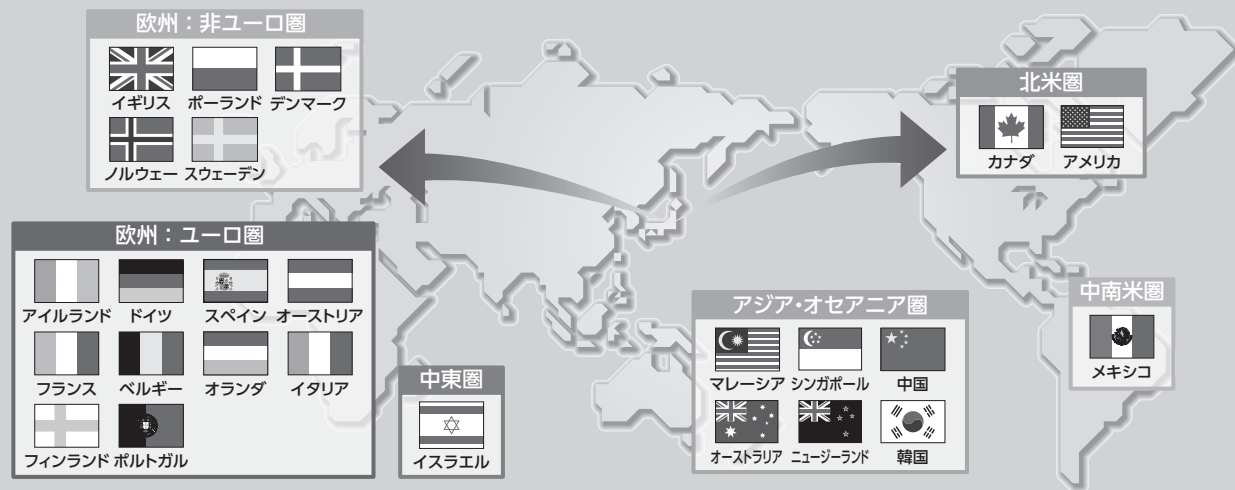 欧州：非ユーロ圏
イギリス ポーランド デンマーク
ノルウェー スウェーデン
欧州：ユーロ圏
アイルランド ドイツ スペイン オーストリア
フランス ベルギー オランダ イタリア
フィンランド ポルトガル
中東圏
イスラエル
アジア・オセアニア圏
マレーシア シンガポール 中国
オーストラリア ニュージーランド 韓国
北米圏
カナダ アメリカ
中南米圏
メキシコ